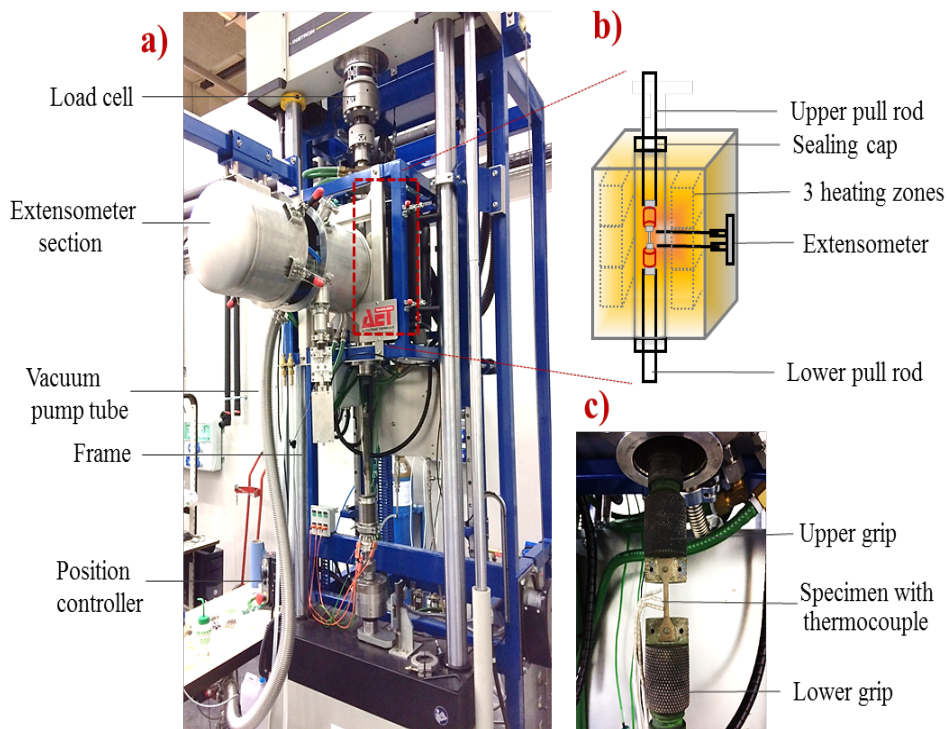 a)
INSTRON
Load cell
Extensometer
section
AET
Vacuum
pump tube
Frame
Position
controller
b)
Upper pull rod
Sealing cap
3 heating zones
Extensometer
Lower pull rod
c)
Upper grip
Specimen with
thermocouple
Lower grip